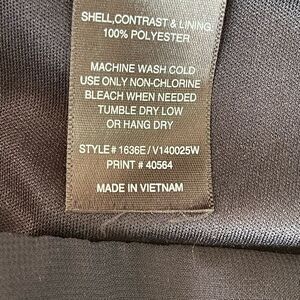 SHELL,CONTRAST & LINING
100% POLYESTER
MACHINE WASH COLD
USE ONLY NON-CHLORINE
BLEACH WHEN NEEDED
TUMBLE DRY LOW
OR HANG DRY
STYLE# 1636E / V140025W
PRINT # 40564
MADE IN VIETNAM